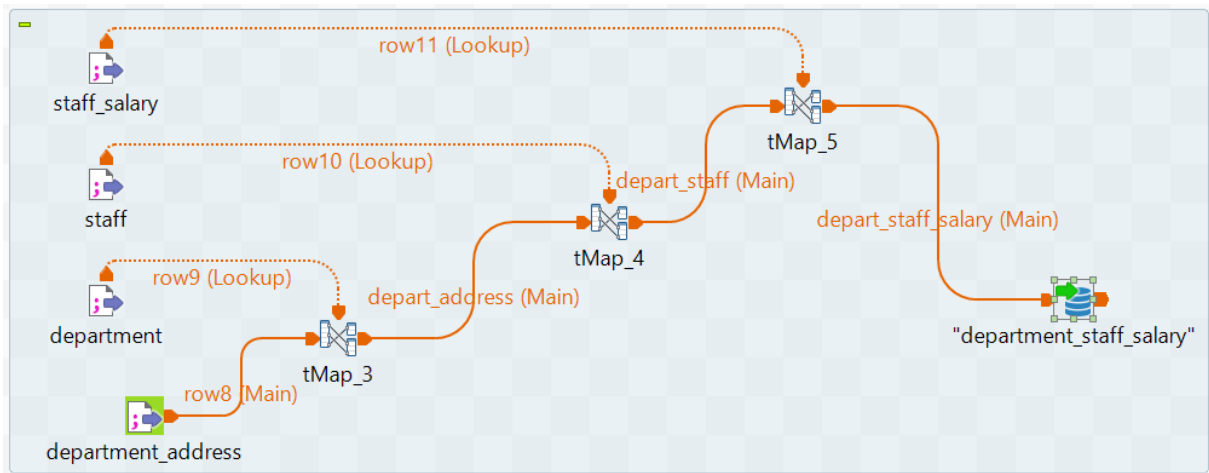 row11 (Lookup)
staff_salary
tMap_5
row10 (Lookup)
depart_staff (Main)
staff
depart_staff_salary (Main)
tMap_4
row9 (Lookup)
depart_address (Main)
department
"department_staff_salary"
tMap_3
row8 (Main)
department_address